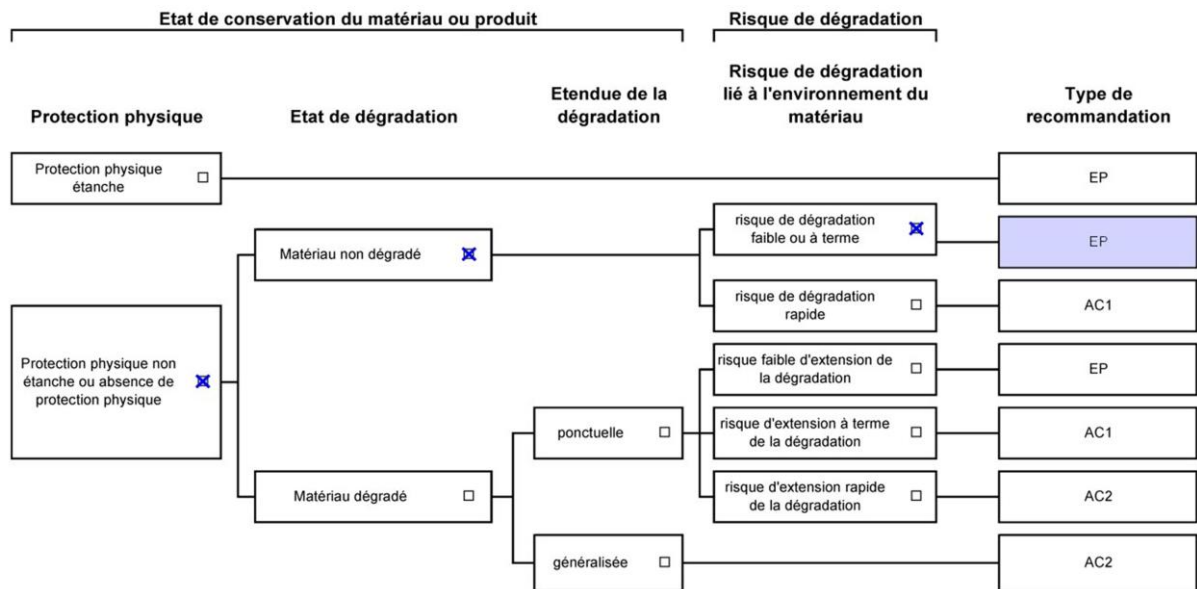 Etat de conservation du matériau ou produit
Risque de dégradation
Protection physique
Etat de dégradation
Etendue de la
dégradation
Risque de dégradation
lié à l'environnement du
matériau
Type de
recommandation
Protection physique
étanche
EP
Matériau non dégradé
risque de dégradation
faible ou à terme
EP
risque de dégradation
rapide
AC1
Protection physique non
étanche ou absence de
protection physique
risque faible d'extension de
la dégradation
EP
ponctuelle
risque d'extension à terme
de la dégradation
AC1
Matériau dégradé
risque d'extension rapide
de la dégradation
AC2
généralisée
AC2